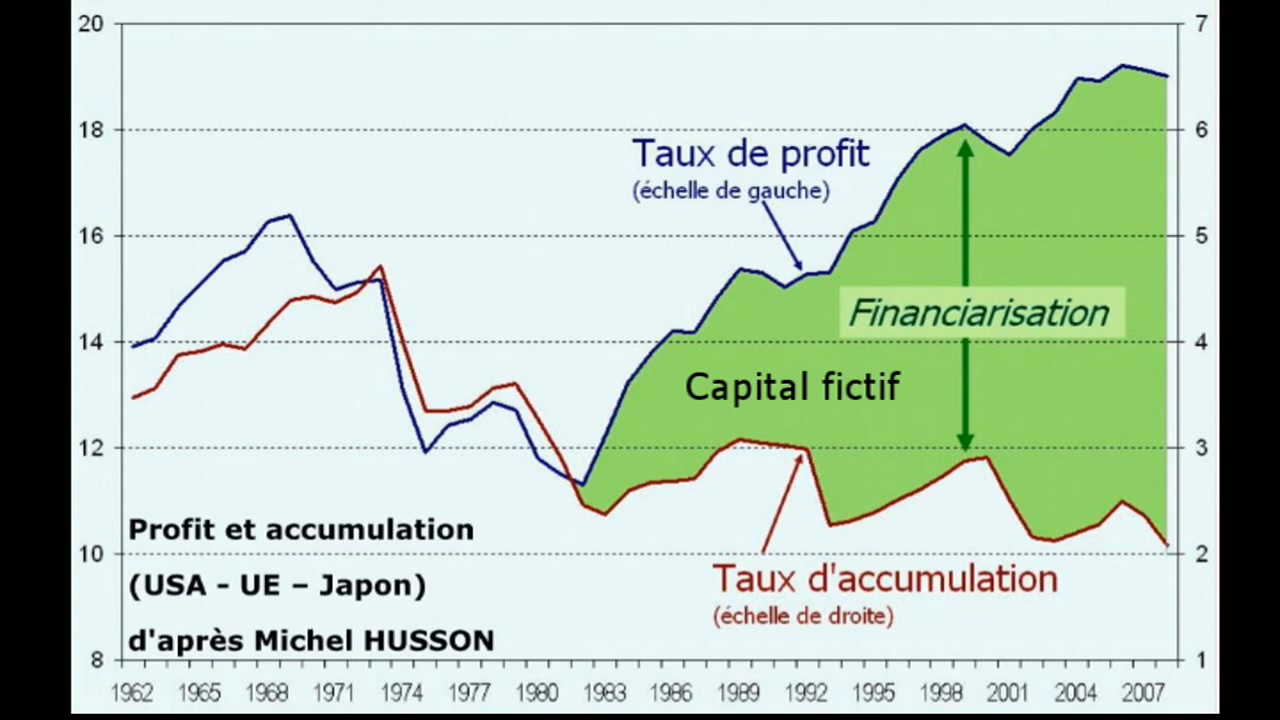 20
18
16
14
12
10
8
7
6
5
4
3
2
1
Taux de profit
(échelle de gauche)
Financiarisation
Capital fictif
Profit et accumulation
(USA - UE – Japon)
d'après Michel HUSSON
Taux d'accumulation
(échelle de droite)
1962 1965 1968 1971 1974 1977 1980 1983 1986 1989 1992 1995 1998 2001 2004 2007